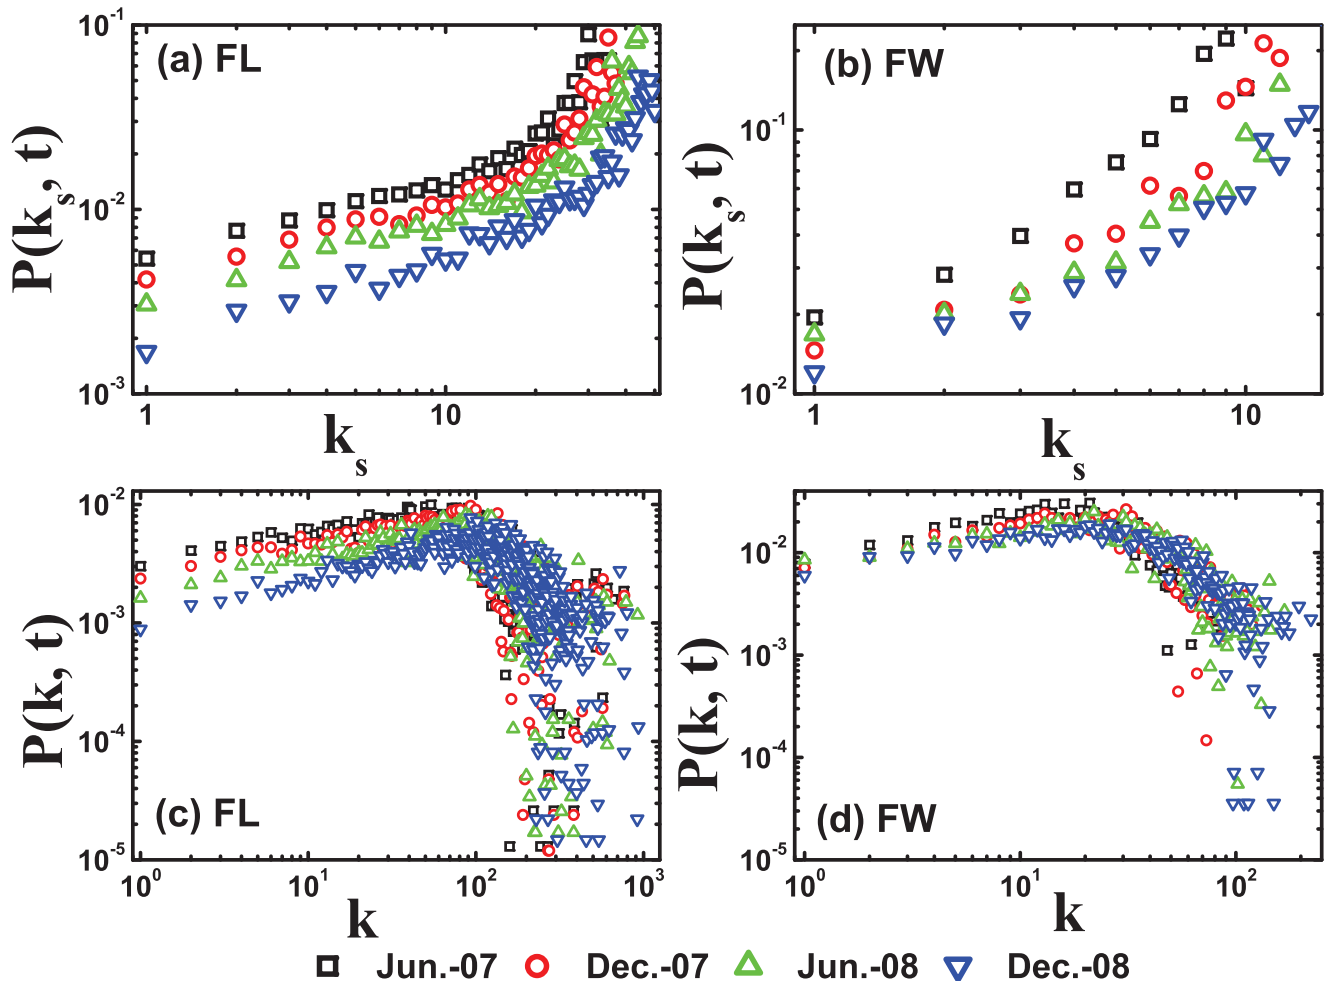 (a) FL
P(k_s, t)
10^-1
10^-2
10^-3
1
10
k_s
(b) FW
P(k_s, t)
10^-1
10^-2
1
10
k_s
(c) FL
P(k, t)
10^-2
10^-3
10^-4
10^-5
10^0
10^1
10^2
10^3
k
(d) FW
P(k, t)
10^-2
10^-3
10^-4
10^-5
10^0
10^1
10^2
k
Jun.-07 Dec.-07 Jun.-08 Dec.-08